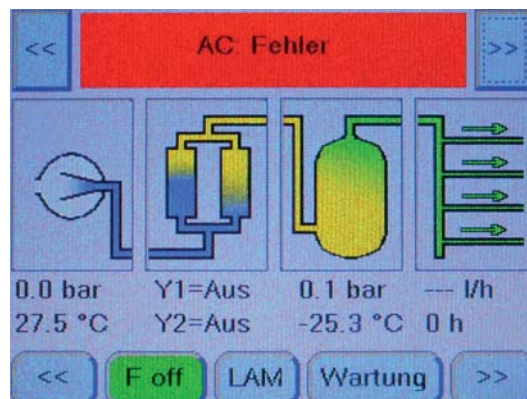 << AC: Fehler >>
0.0 bar Y1=Aus 0.1 bar --- l/h
27.5 °C Y2=Aus -25.3 °C 0 h
<< F off LAM Wartung >>